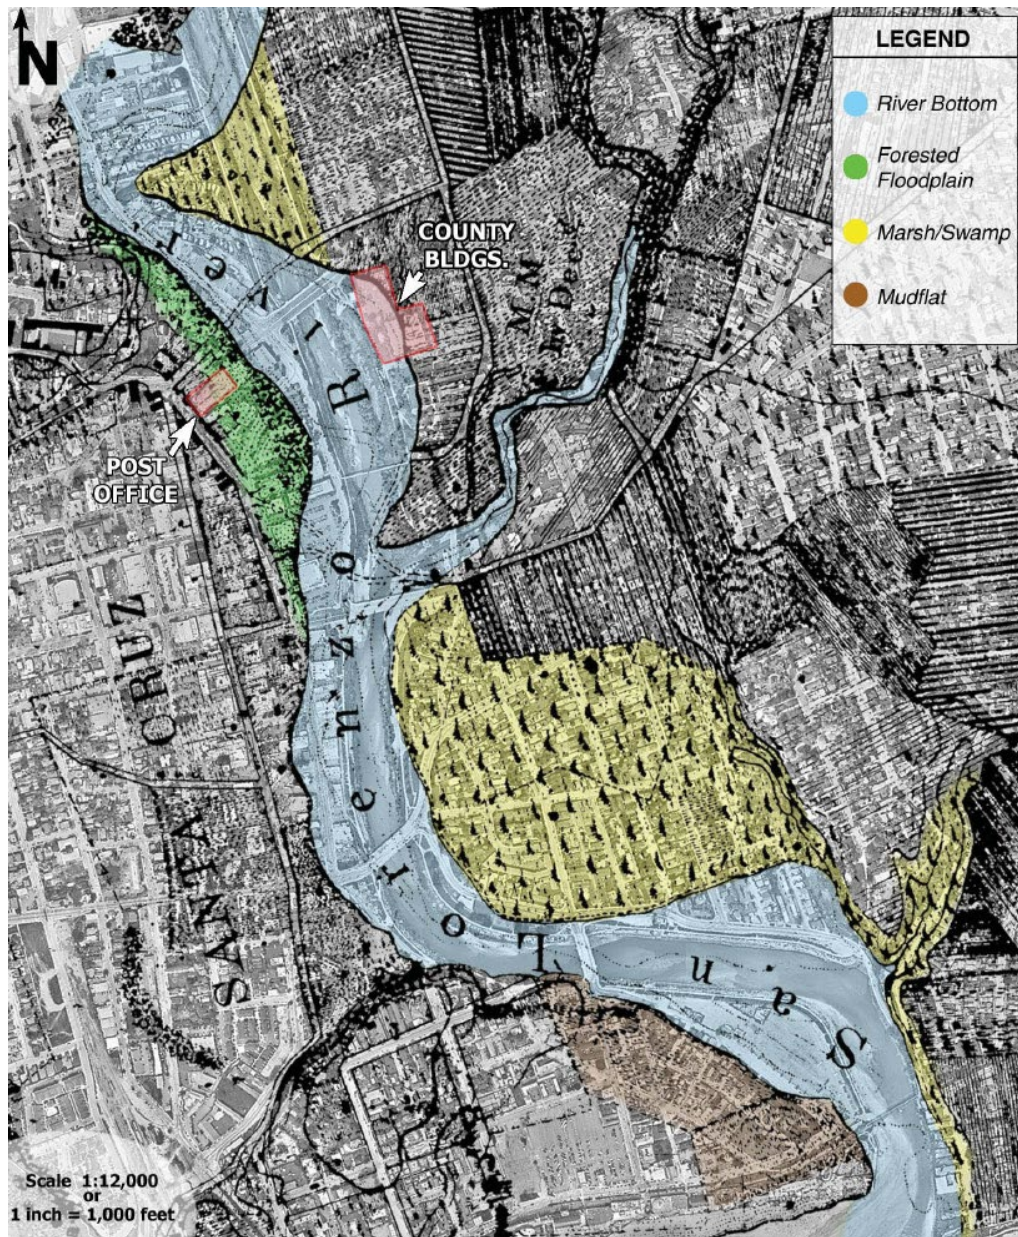 N
LEGEND
River Bottom
Forested
Floodplain
Marsh/Swamp
Mudflat
COUNTY
BLDGS.
POST
OFFICE
San Lorenzo River
SANTA CRUZ
Scale 1:12,000
or
1 inch = 1,000 feet